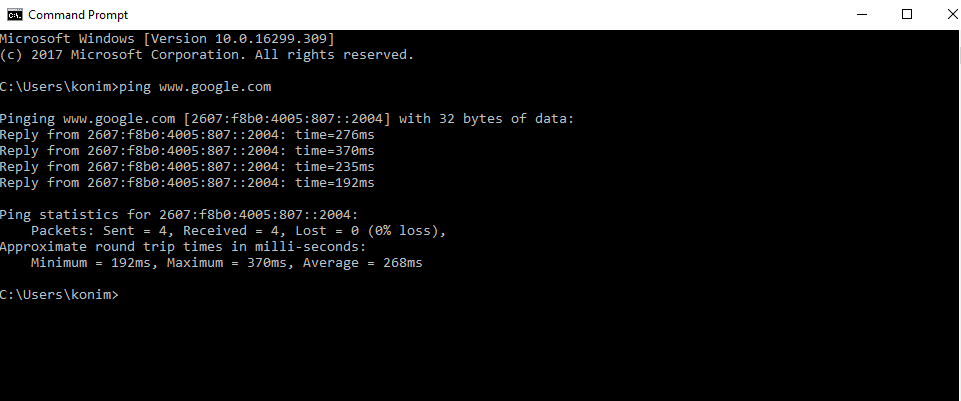 Command Prompt
Microsoft Windows [Version 10.0.16299.309]
(c) 2017 Microsoft Corporation. All rights reserved.
C:\Users\konim>ping www.google.com
Pinging www.google.com [2607:f8b0:4005:807::2004] with 32 bytes of data:
Reply from 2607:f8b0:4005:807::2004: time=276ms
Reply from 2607:f8b0:4005:807::2004: time=370ms
Reply from 2607:f8b0:4005:807::2004: time=235ms
Reply from 2607:f8b0:4005:807::2004: time=192ms
Ping statistics for 2607:f8b0:4005:807::2004:
    Packets: Sent = 4, Received = 4, Lost = 0 (0% loss),
Approximate round trip times in milli-seconds:
    Minimum = 192ms, Maximum = 370ms, Average = 268ms
C:\Users\konim>